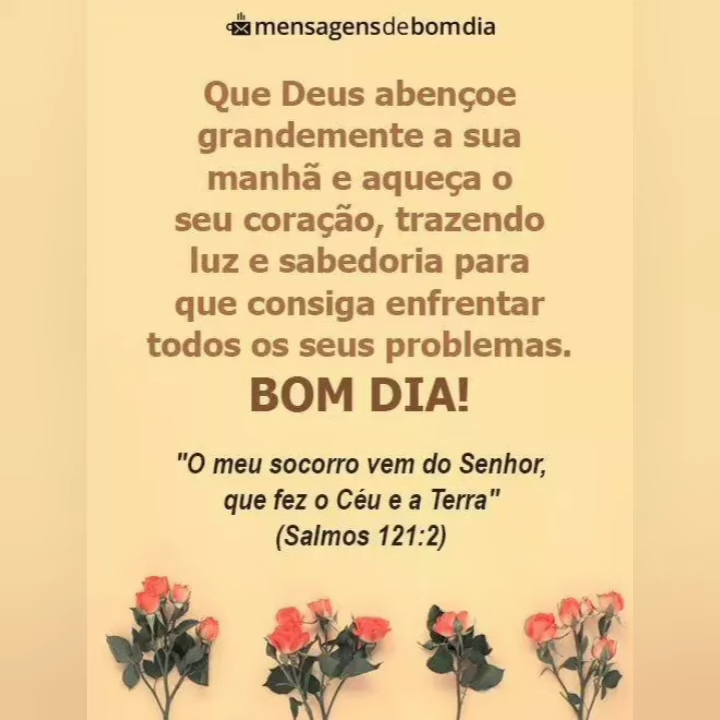 mensagensdebomdia
Que Deus abençoe
grandemente a sua
manhã e aqueça o
seu coração, trazendo
luz e sabedoria para
que consiga enfrentar
todos os seus problemas.
BOM DIA!
"O meu socorro vem do Senhor,
que fez o Céu e a Terra"
(Salmos 121:2)